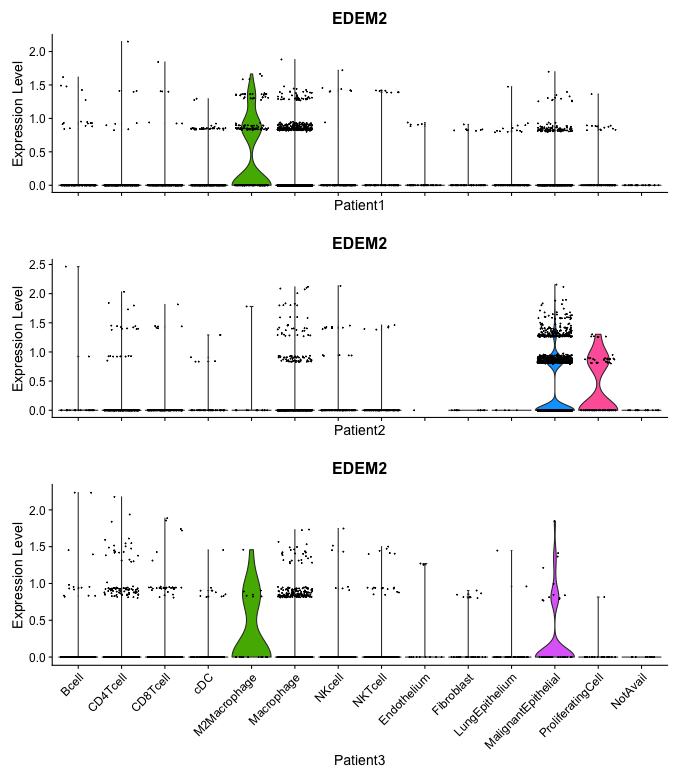 EDEM2
Expression Level
2.0
1.5
1.0
0.5
0.0
Patient1
EDEM2
Expression Level
2.5
2.0
1.5
1.0
0.5
0.0
Patient2
EDEM2
Expression Level
2.0
1.5
1.0
0.5
0.0
Bcell
CD4Tcell
CD8Tcell
cDC
M2Macrophage
Macrophage
NKcell
NKTcell
Endothelium
Fibroblast
LungEpithelium
MalignantEpithelial
ProliferatingCell
NotAvail
Patient3